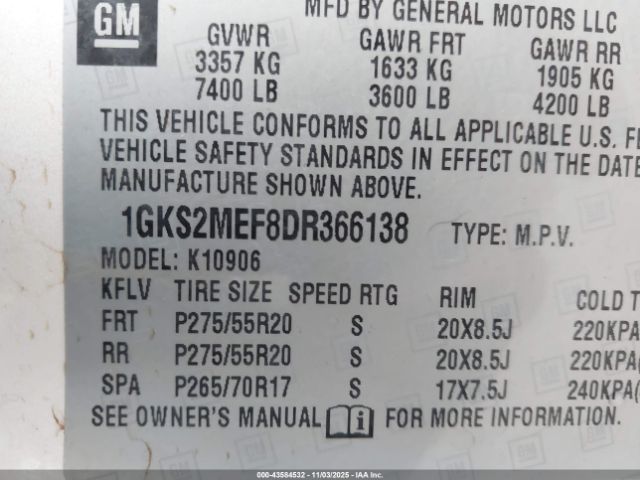 GM
MFD BY GENERAL MOTORS LLC
GVWR GAWR FRT GAWR RR
3357 KG 1633 KG 1905 KG
7400 LB 3600 LB 4200 LB
THIS VEHICLE CONFORMS TO ALL APPLICABLE U.S. FE
VEHICLE SAFETY STANDARDS IN EFFECT ON THE DATE
MANUFACTURE SHOWN ABOVE.
1GKS2MEF8DR366138 TYPE: M.P.V.
MODEL: K10906
KFLV TIRE SIZE SPEED RTG RIM COLD T
FRT P275/55R20 S 20X8.5J 220KPA
RR P275/55R20 S 20X8.5J 220KPA(
SPA P265/70R17 S 17X7.5J 240KPA(
SEE OWNER'S MANUAL i FOR MORE INFORMATION.
000-43584532 - 11/03/2025 - IAA Inc.